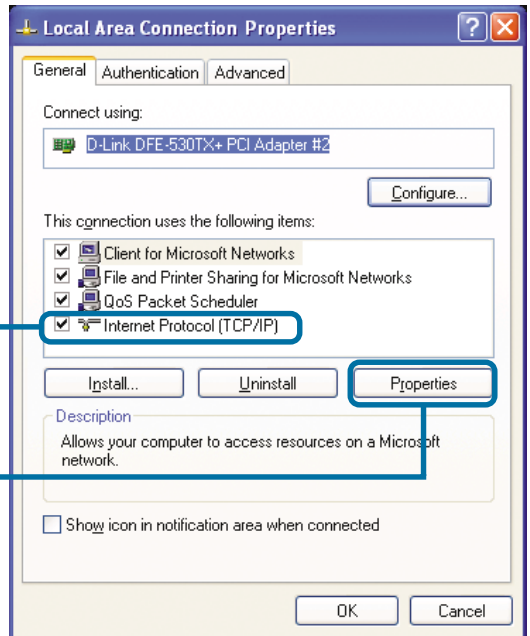 Local Area Connection Properties
General Authentication Advanced
Connect using:
D-Link DFE-530TX+ PCI Adapter #2
Configure...
This connection uses the following items:
Client for Microsoft Networks
File and Printer Sharing for Microsoft Networks
QoS Packet Scheduler
Internet Protocol (TCP/IP)
Install... Uninstall Properties
Description
Allows your computer to access resources on a Microsoft
network.
Show icon in notification area when connected
OK Cancel